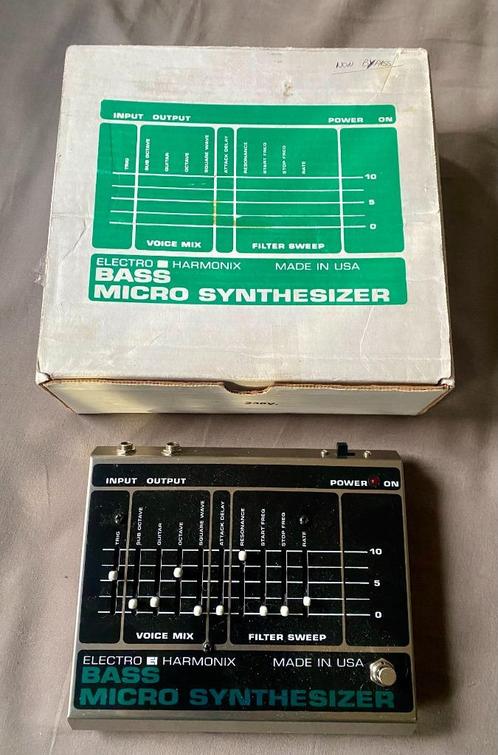 NOW BYPASS
INPUT OUTPUT POWER ON
TRIG SUB OCTAVE GUITAR OCTAVE SQUARE WAVE ATTACK DELAY RESONANCE START FREQ STOP FREQ RATE
10
5
0
VOICE MIX FILTER SWEEP
ELECTRO HARMONIX MADE IN USA
BASS
MICRO SYNTHESIZER
INPUT OUTPUT POWER ON
TRIG SUB OCTAVE GUITAR OCTAVE SQUARE WAVE ATTACK DELAY RESONANCE START FREQ STOP FREQ RATE
10
5
0
VOICE MIX FILTER SWEEP
ELECTRO HARMONIX MADE IN USA
BASS
MICRO SYNTHESIZER